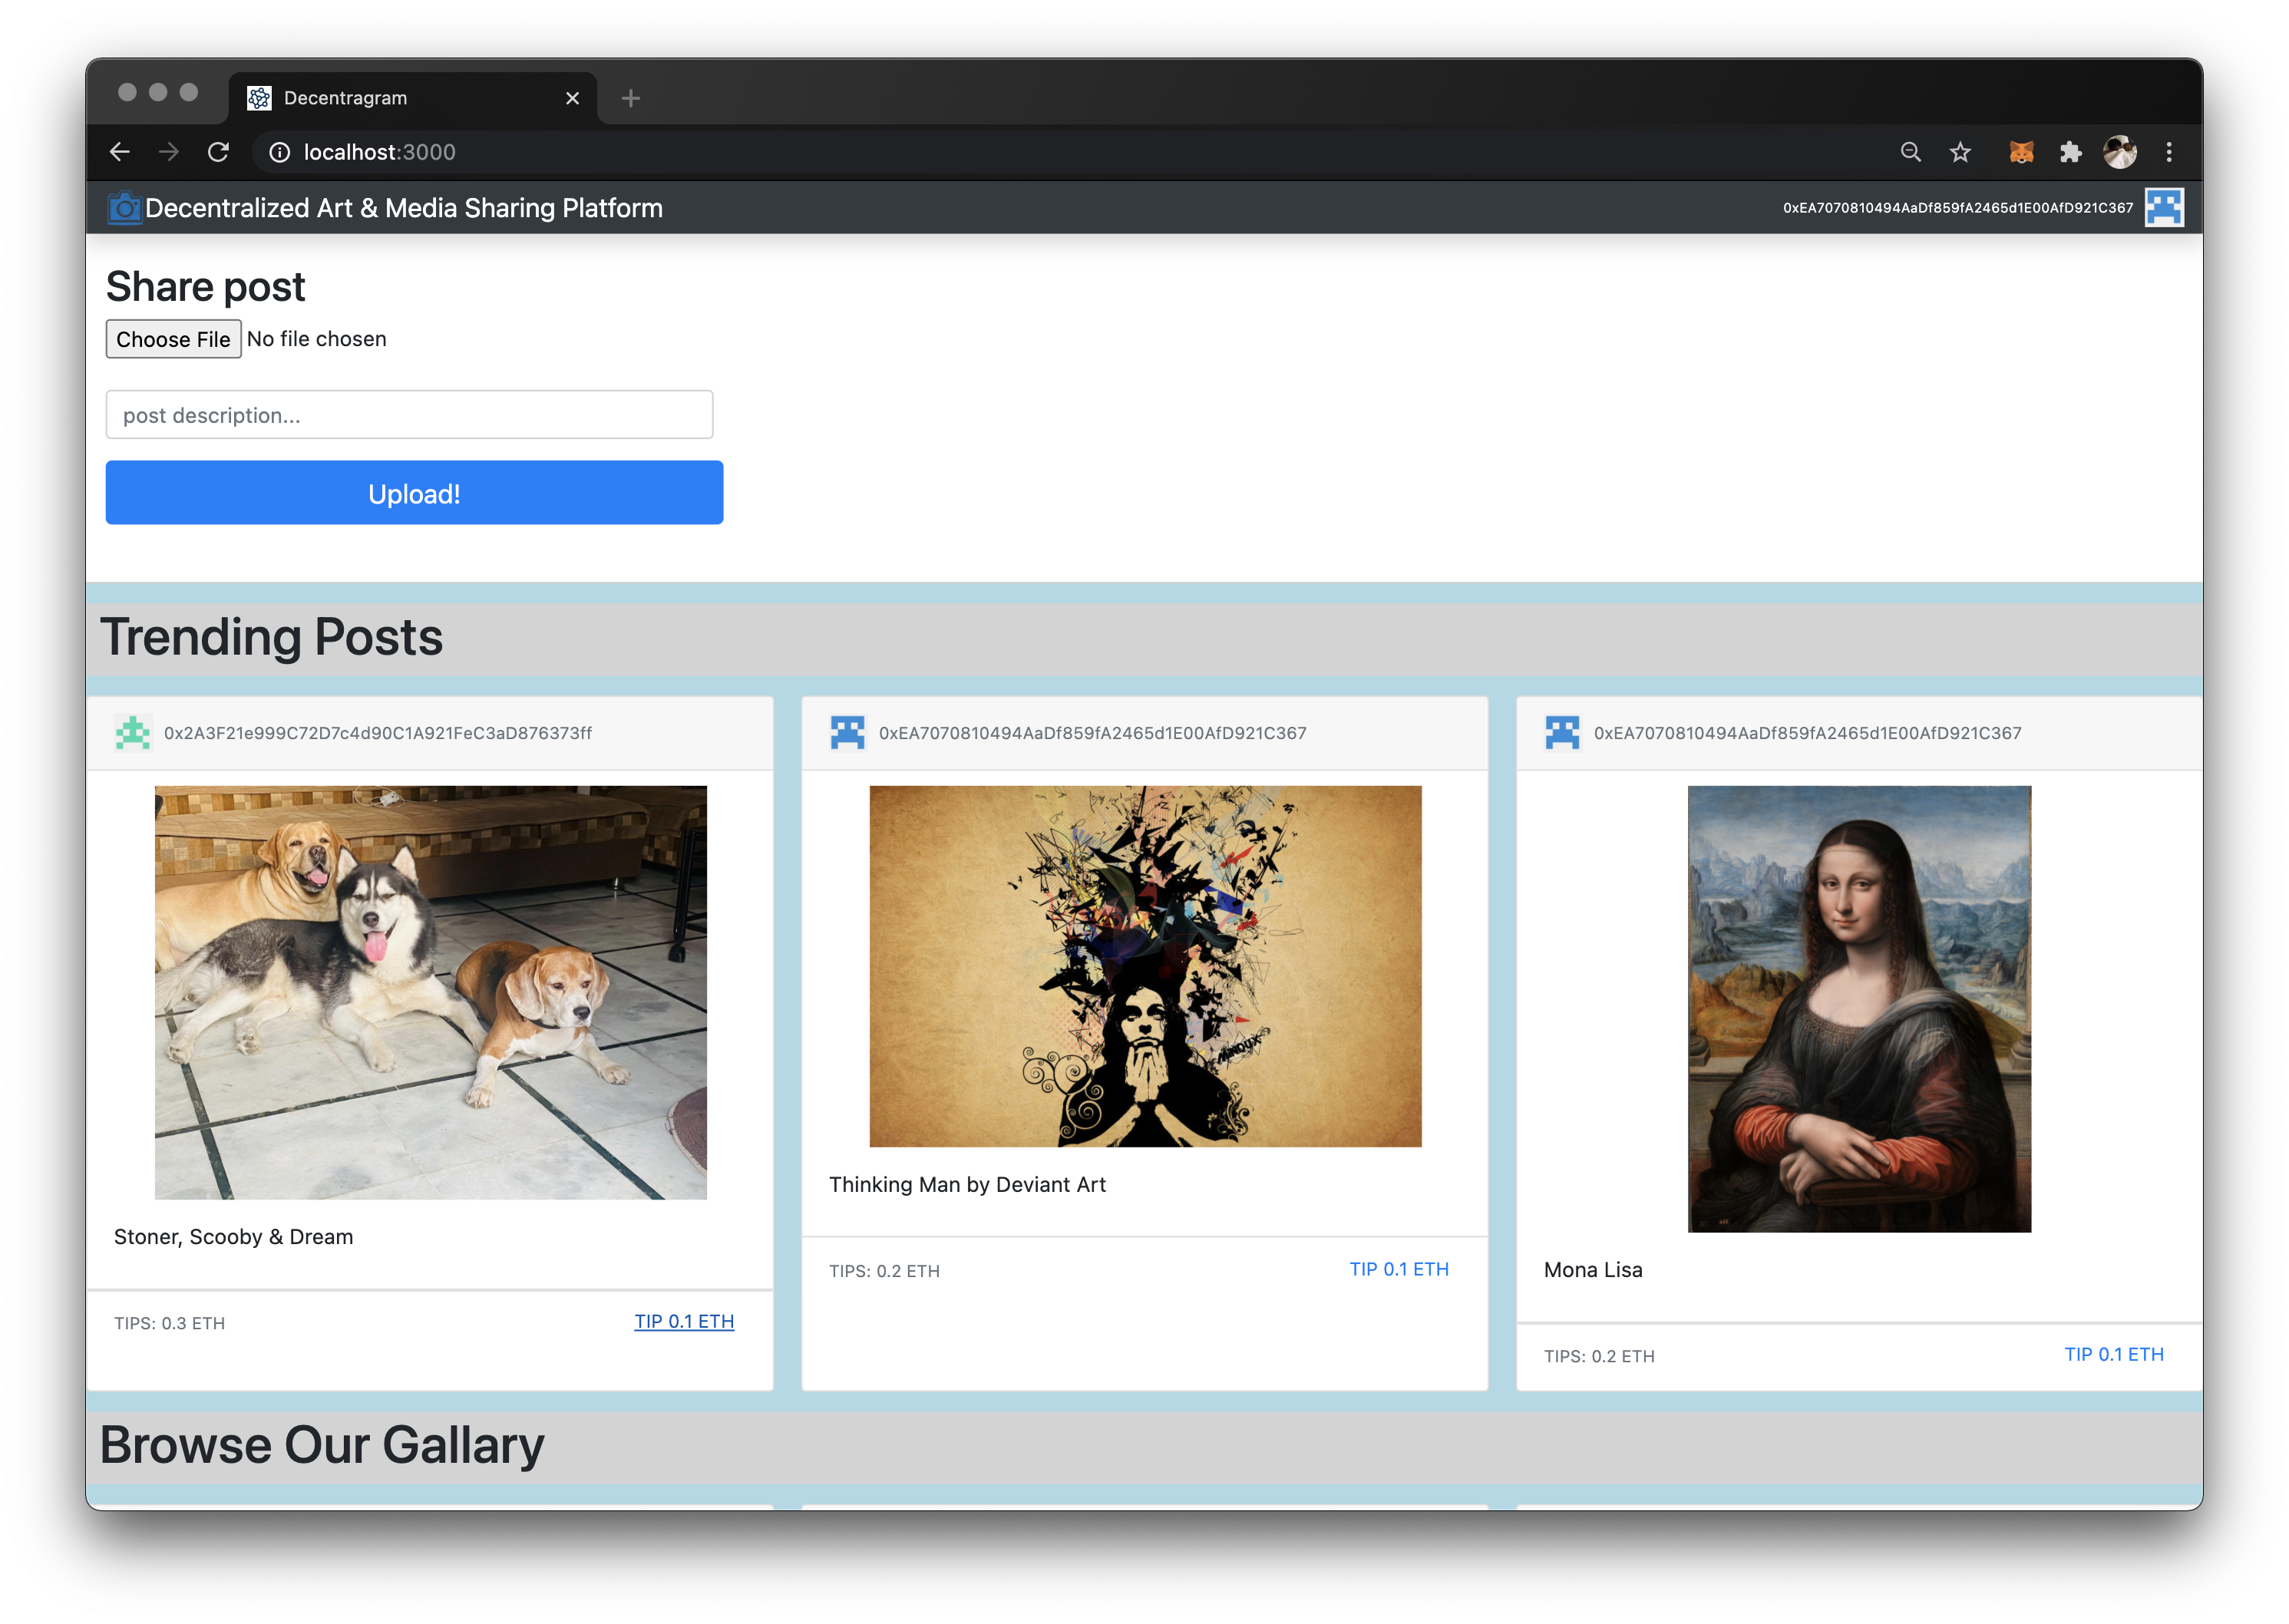 Decentragram
localhost:3000
Decentralized Art & Media Sharing Platform
0xEA7070810494AaDf859fA2465d1E00AfD921C367
Share post
Choose File No file chosen
post description...
Upload!
Trending Posts
0x2A3F21e999C72D7c4d90C1A921FeC3aD876373ff
Stoner, Scooby & Dream
TIPS: 0.3 ETH
TIP 0.1 ETH
0xEA7070810494AaDf859fA2465d1E00AfD921C367
Thinking Man by Deviant Art
TIPS: 0.2 ETH
TIP 0.1 ETH
0xEA7070810494AaDf859fA2465d1E00AfD921C367
Mona Lisa
TIPS: 0.2 ETH
TIP 0.1 ETH
Browse Our Gallary